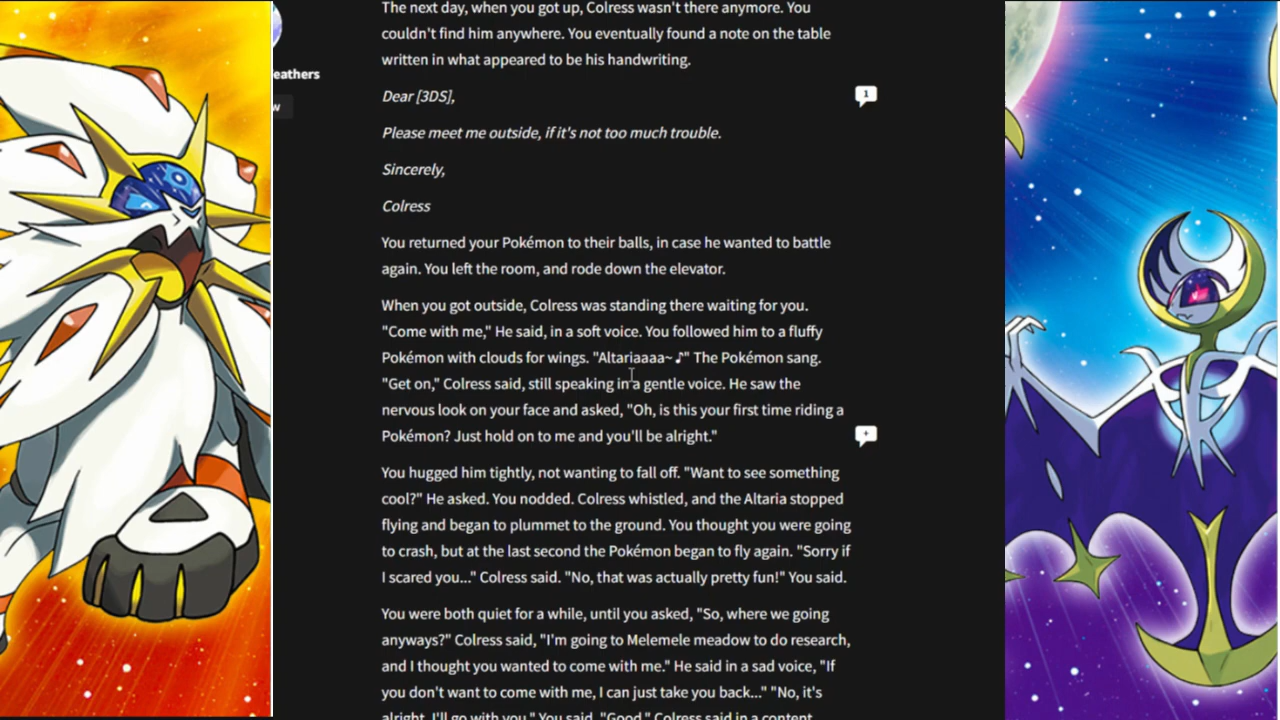 The next day, when you got up, Colress wasn't there anymore. You
couldn't find him anywhere. You eventually found a note on the table
written in what appeared to be his handwriting.
eathers
w
Dear [3DS],
1
Please meet me outside, if it's not too much trouble.
Sincerely,
Colress
You returned your Pokémon to their balls, in case he wanted to battle
again. You left the room, and rode down the elevator.
When you got outside, Colress was standing there waiting for you.
"Come with me," He said, in a soft voice. You followed him to a fluffy
Pokémon with clouds for wings. "Altariaaaa~♪" The Pokémon sang.
"Get on," Colress said, still speaking in a gentle voice. He saw the
nervous look on your face and asked, "Oh, is this your first time riding a
Pokémon? Just hold on to me and you'll be alright."
+
You hugged him tightly, not wanting to fall off. "Want to see something
cool?" He asked. You nodded. Colress whistled, and the Altaria stopped
flying and began to plummet to the ground. You thought you were going
to crash, but at the last second the Pokémon began to fly again. "Sorry if
I scared you..." Colress said. "No, that was actually pretty fun!" You said.
You were both quiet for a while, until you asked, "So, where we going
anyways?" Colress said, "I'm going to Melemele meadow to do research,
and I thought you wanted to come with me." He said in a sad voice, "If
you don't want to come with me, I can just take you back..." "No, it's
alright, I'll go with you," You said. "Good," Colress said in a content